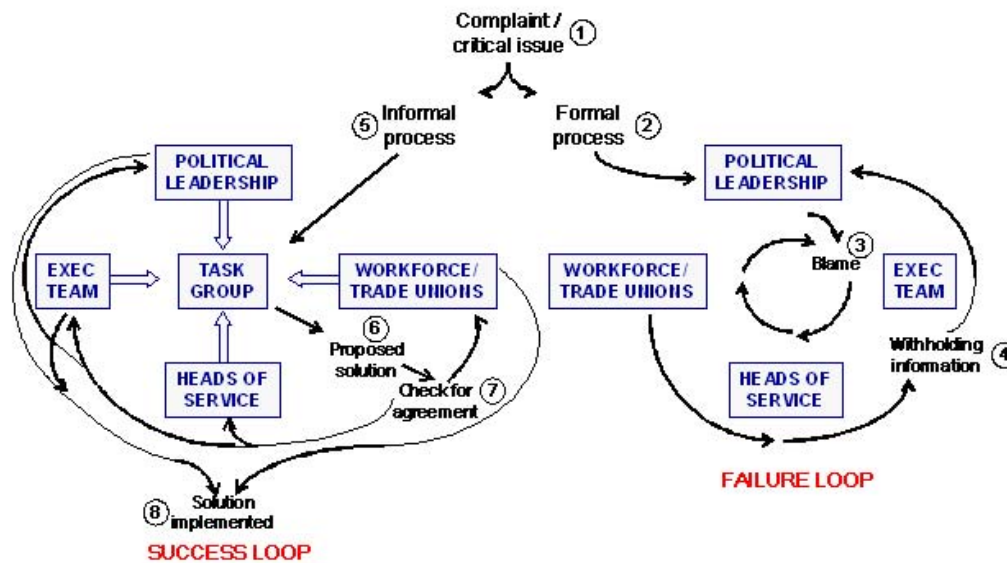 Complaint /
critical issue
1
5
Informal
process
Formal
process
2
POLITICAL
LEADERSHIP
POLITICAL
LEADERSHIP
3
Blame
EXEC
TEAM
TASK
GROUP
WORKFORCE/
TRADE UNIONS
WORKFORCE/
TRADE UNIONS
EXEC
TEAM
6
Proposed
solution
Withholding
information
4
HEADS OF
SERVICE
Check for
agreement
7
HEADS OF
SERVICE
FAILURE LOOP
8
Solution
implemented
SUCCESS LOOP